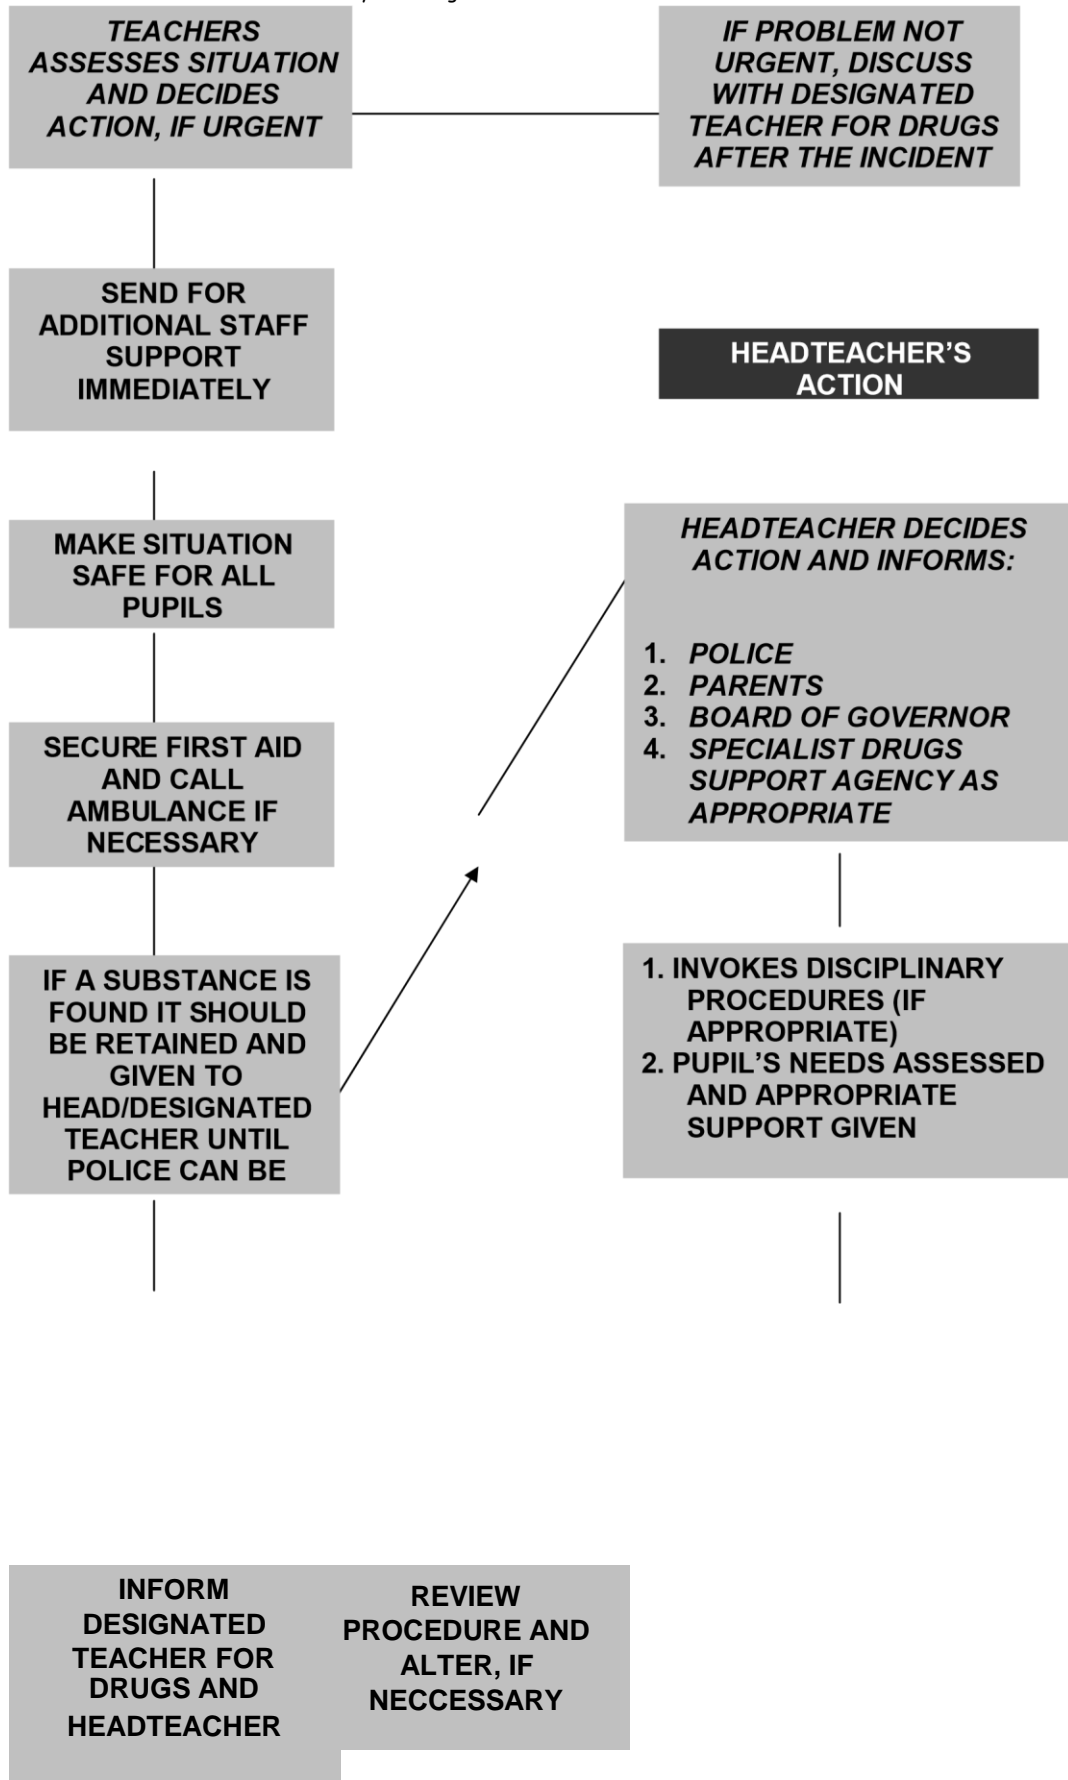 TEACHERS
ASSESSES SITUATION
AND DECIDES
ACTION, IF URGENT
IF PROBLEM NOT
URGENT, DISCUSS
WITH DESIGNATED
TEACHER FOR DRUGS
AFTER THE INCIDENT
SEND FOR
ADDITIONAL STAFF
SUPPORT
IMMEDIATELY
HEADTEACHER’S
ACTION
MAKE SITUATION
SAFE FOR ALL
PUPILS
HEADTEACHER DECIDES
ACTION AND INFORMS:
1. POLICE
2. PARENTS
3. BOARD OF GOVERNOR
4. SPECIALIST DRUGS
SUPPORT AGENCY AS
APPROPRIATE
SECURE FIRST AID
AND CALL
AMBULANCE IF
NECESSARY
IF A SUBSTANCE IS
FOUND IT SHOULD
BE RETAINED AND
GIVEN TO
HEAD/DESIGNATED
TEACHER UNTIL
POLICE CAN BE
1. INVOKES DISCIPLINARY
PROCEDURES (IF
APPROPRIATE)
2. PUPIL’S NEEDS ASSESSED
AND APPROPRIATE
SUPPORT GIVEN
INFORM
DESIGNATED
TEACHER FOR
DRUGS AND
HEADTEACHER
REVIEW
PROCEDURE AND
ALTER, IF
NECCESSARY